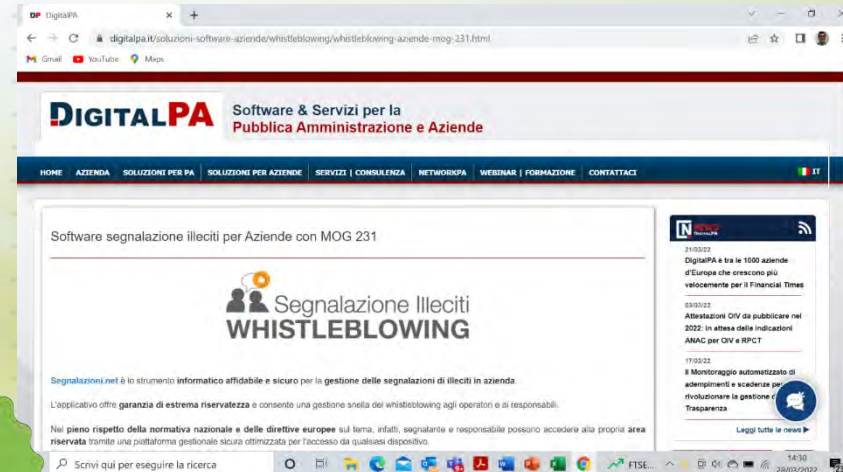 DP DigitalPA
digitalpa.it/soluzioni-software-aziende/whistleblowing/whistleblowing-aziende-mog-231.html
Gmail YouTube Maps
DIGITALPA
Software & Servizi per la
Pubblica Amministrazione e Aziende
HOME AZIENDA SOLUZIONI PER PA SOLUZIONI PER AZIENDE SERVIZI | CONSULENZA NETWORKPA WEBINAR | FORMAZIONE CONTATTACI IT
Software segnalazione illeciti per Aziende con MOG 231
Segnalazione Illeciti
WHISTLEBLOWING
Segnalazioni.net è lo strumento informatico affidabile e sicuro per la gestione delle segnalazioni di illeciti in azienda
L'applicativo offre garanzia di estrema riservatezza e consente una gestione snella del whistleblowing agli operatori e ai responsabili.
Nel pieno rispetto della normativa nazionale e delle direttive europee sul tema, infatti, segnalante e responsabile possono accedere alla propria area
riservata tramite una piattaforma gestionale sicura ottimizzata per l'accesso da qualsiasi dispositivo.
21/03/22
DigitalPA è tra le 1000 aziende
d'Europa che crescono più
velocemente per il Financial Times
03/03/22
Attestazioni OIV da pubblicare nel
2022: in attesa delle indicazioni
ANAC per OIV e RPCT
17/02/22
Il Monitoraggio automatizzato di
adempimenti e scadenze per
rivoluzionare la gestione
Trasparenza
Leggi tutte le news
Scrivi qui per eseguire la ricerca
FTSE...
14:30
28/03/2022